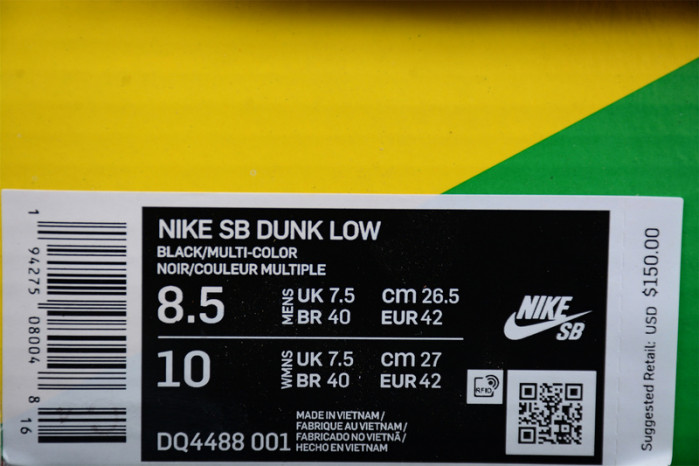 NIKE SB DUNK LOW
BLACK/MULTI-COLOR
NOIR/COULEUR MULTIPLE
8.5 MENS UK 7.5 cm 26.5
BR 40 EUR 42
10 WMNS UK 7.5 cm 27
BR 40 EUR 42
MADE IN VIETNAM /
FABRIQUE AU VIETNAM /
FABRICADO NO VIETNÃ /
HECHO EN VIETNAM
DQ4488 001
NIKE
SB
RFID
1 94275 08004 8 16
Suggested Retail: USD $150.00